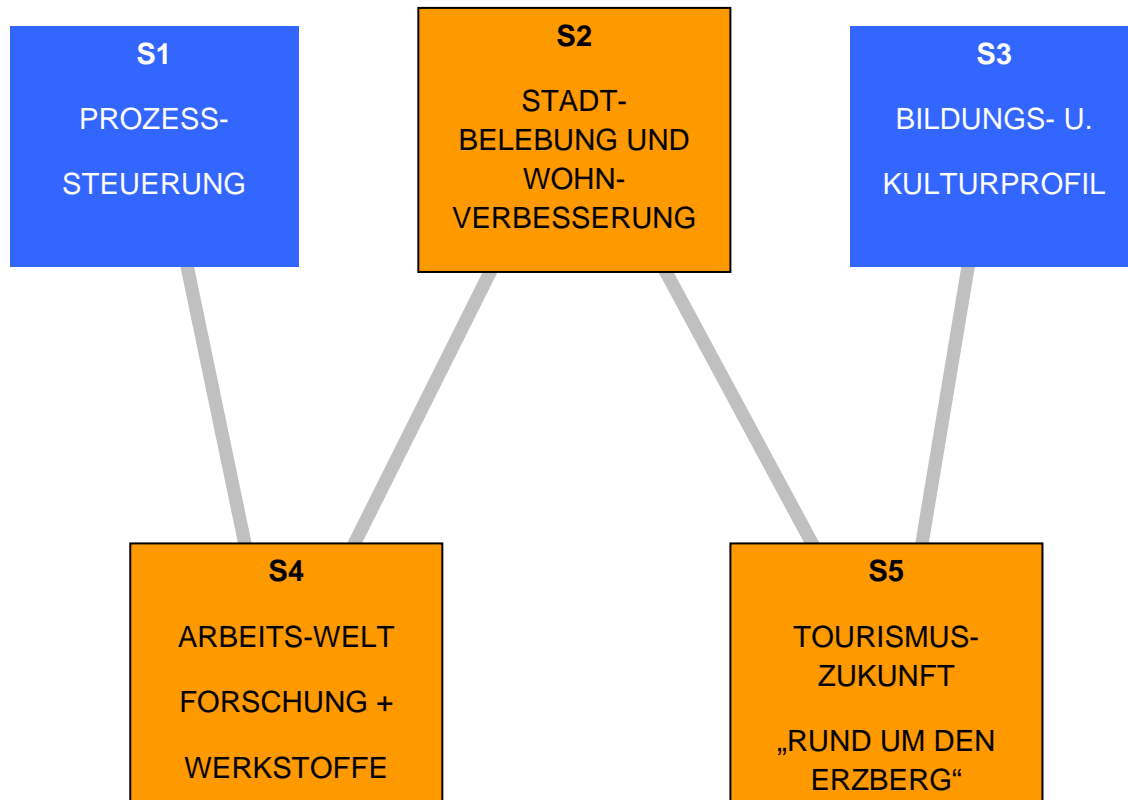 S1
PROZESS-
STEUERUNG
S2
STADT-
BELEBUNG UND
WOHN-
VERBESSERUNG
S3
BILDUNGS- U.
KULTURPROFIL
S4
ARBEITS-WELT
FORSCHUNG +
WERKSTOFFE
S5
TOURISMUS-
ZUKUNFT
„RUND UM DEN
ERZBERG“